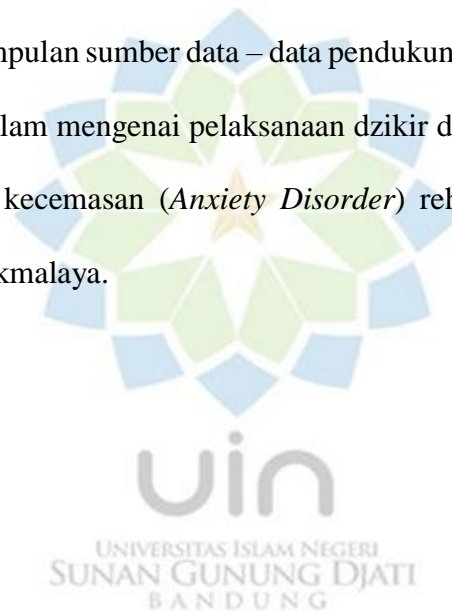 mpulan sumber data – data pendukun
alam mengenai pelaksanaan dzikir d
kecemasan (Anxiety Disorder) reh
kmalaya.
uin
UNIVERSITAS ISLAM NEGERI
SUNAN GUNUNG DJATI
BANDUNG